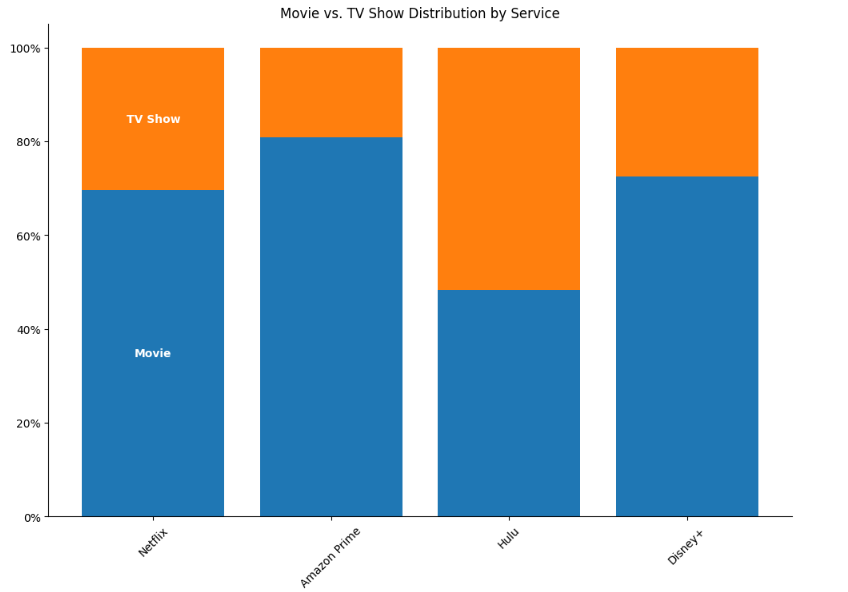 Movie vs. TV Show Distribution by Service
100%
80%
60%
40%
20%
0%
TV Show
Movie
Netflix
Amazon Prime
Hulu
Disney+